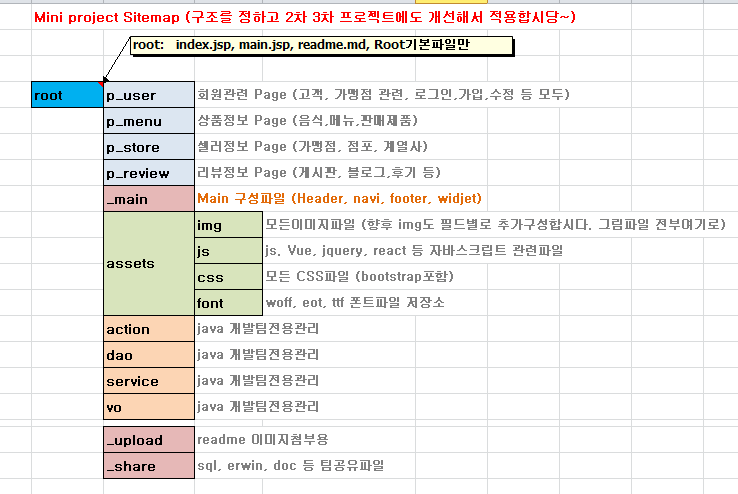 Mini project Sitemap (구조를 정하고 2차 3차 프로젝트에도 개선해서 적용합시당~)
root: index.jsp, main.jsp, readme.md, Root기본파일만
root p_user 회원관련 Page (고객, 가맹점 관련, 로그인,가입,수정 등 모두)
p_menu 상품정보 Page (음식,메뉴,판매제품)
p_store 셀러정보 Page (가맹점, 점포, 계열사)
p_review 리뷰정보 Page (게시판, 블로그,후기 등)
_main Main 구성파일 (Header, navi, footer, widjet)
assets img 모든이미지파일 (향후 img도 필드별로 추가구성합시다. 그림파일 전부여기로)
js js. Vue, jquery, react 등 자바스크립트 관련파일
css 모든 CSS파일 (bootstrap포함)
font woff, eot, ttf 폰트파일 저장소
action java 개발팀전용관리
dao java 개발팀전용관리
service java 개발팀전용관리
vo java 개발팀전용관리
_upload readme 이미지첨부용
_share sql, erwin, doc 등 팀공유파일